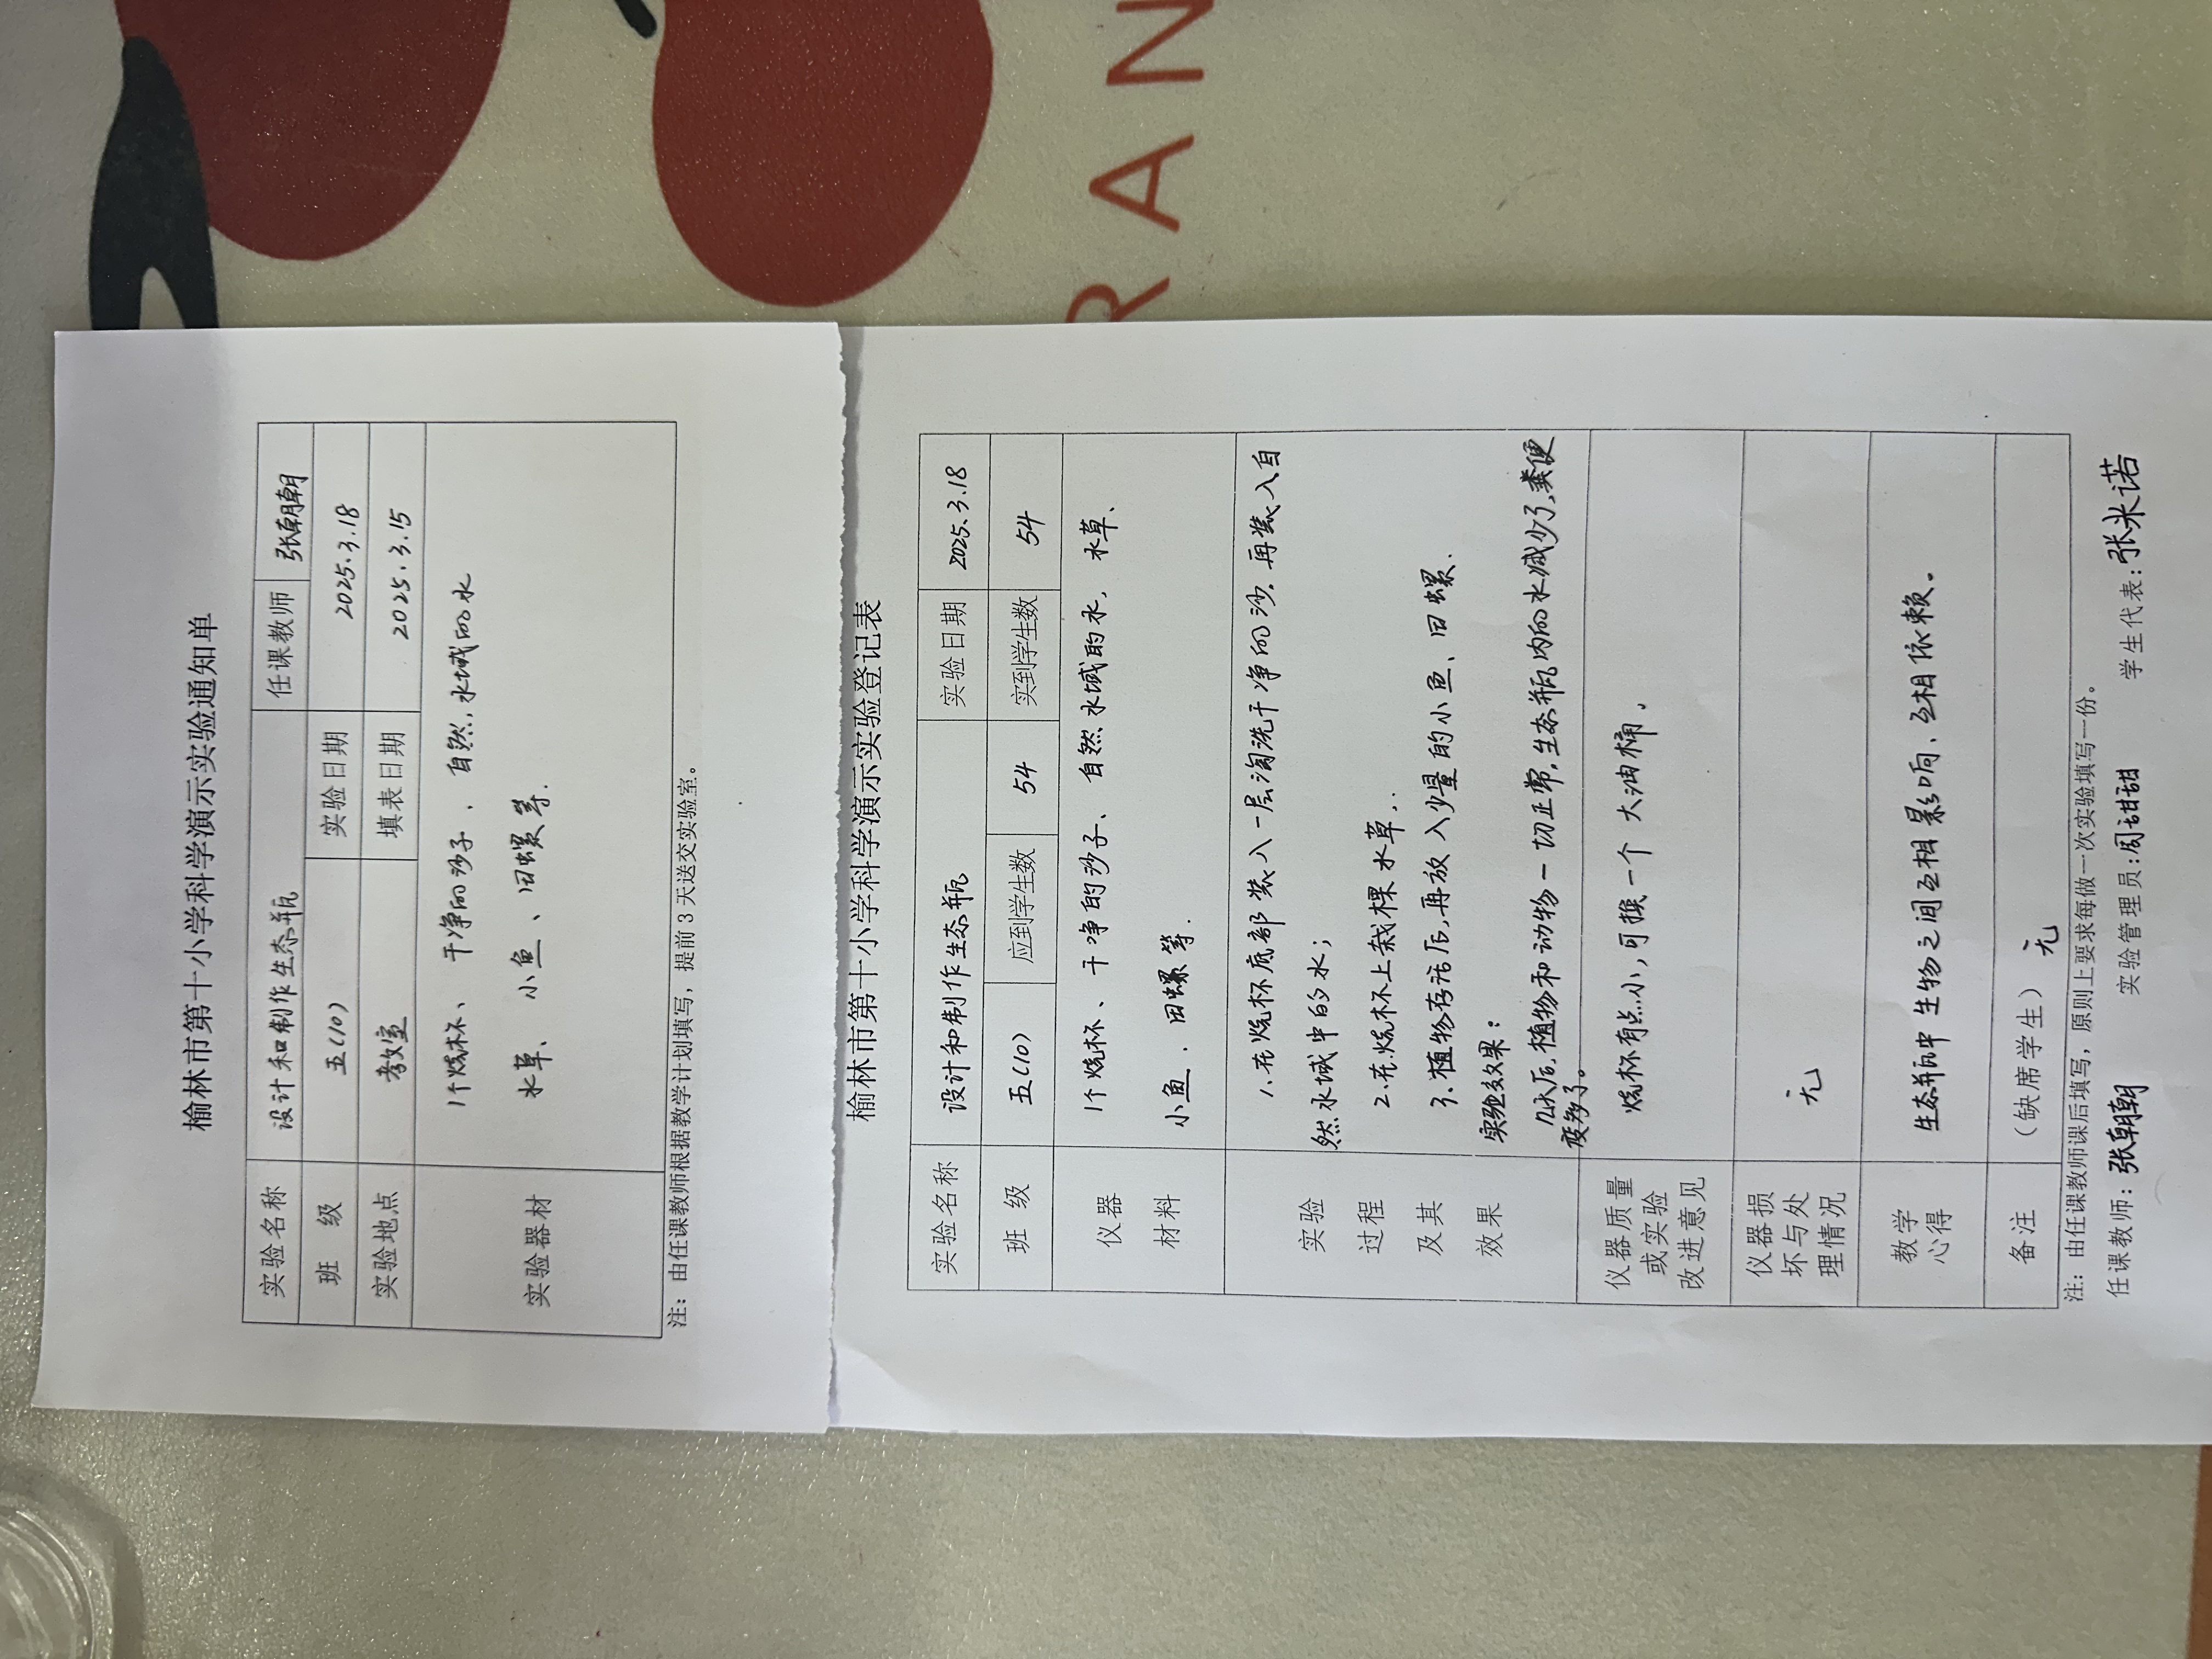 榆林市第十小学科学演示实验通知单
实验名称 设计和制作生态瓶 任课教师 张朝朝
班 级 五(10) 实验日期 2025.3.18
实验地点 教室 填表日期 2025.3.15
实验器材
1个烧杯、干净的沙子、自然水域的水
水草、小鱼、田螺等.
注：由任课教师根据教学计划填写，提前3天送交实验室。
榆林市第十小学科学演示实验登记表
实验名称 设计和制作生态瓶 实验日期 2025.3.18
班 级 五(10) 应到学生数 54 实到学生数 54
仪器 1个烧杯、干净的沙子、自然水域的水，水草、
材料 小鱼、田螺等.
实验 过程 及其 效果
1.在烧杯底部装入一层淘洗干净的沙，再装入自
然水域中的水；
2.在烧杯上栽棵水草.
3.植物存活后，再放入少量的小鱼、田螺.
实验效果：
几天后，植物和动物一切正常，生态瓶内的水减少了，粪便
变多了。
仪器质量
或实验
改进意见
烧杯有点小，可换一个大油桶，
仪器损
坏与处
理情况
无
教学
心得
生态瓶中生物之间互相影响、互相依赖。
备注 （缺席学生） 无
注：由任课教师课后填写，原则上要求每做一次实验填写一份。
任课教师：张朝朝 实验管理员：周甜甜 学生代表：张米诺
RAN